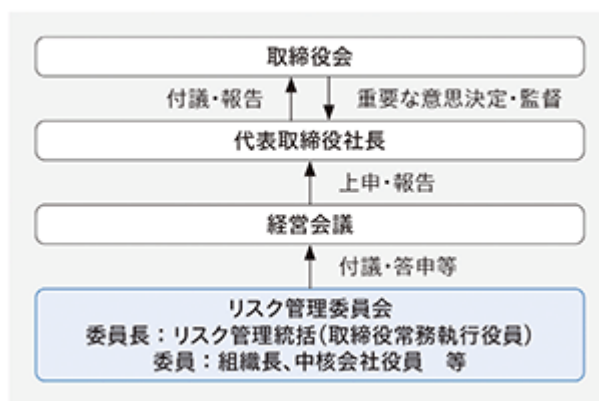 取締役会
付議・報告
重要な意思決定・監督
代表取締役社長
上申・報告
経営会議
付議・答申等
リスク管理委員会
委員長：リスク管理統括(取締役常務執行役員)
委員：組織長、中核会社役員　等